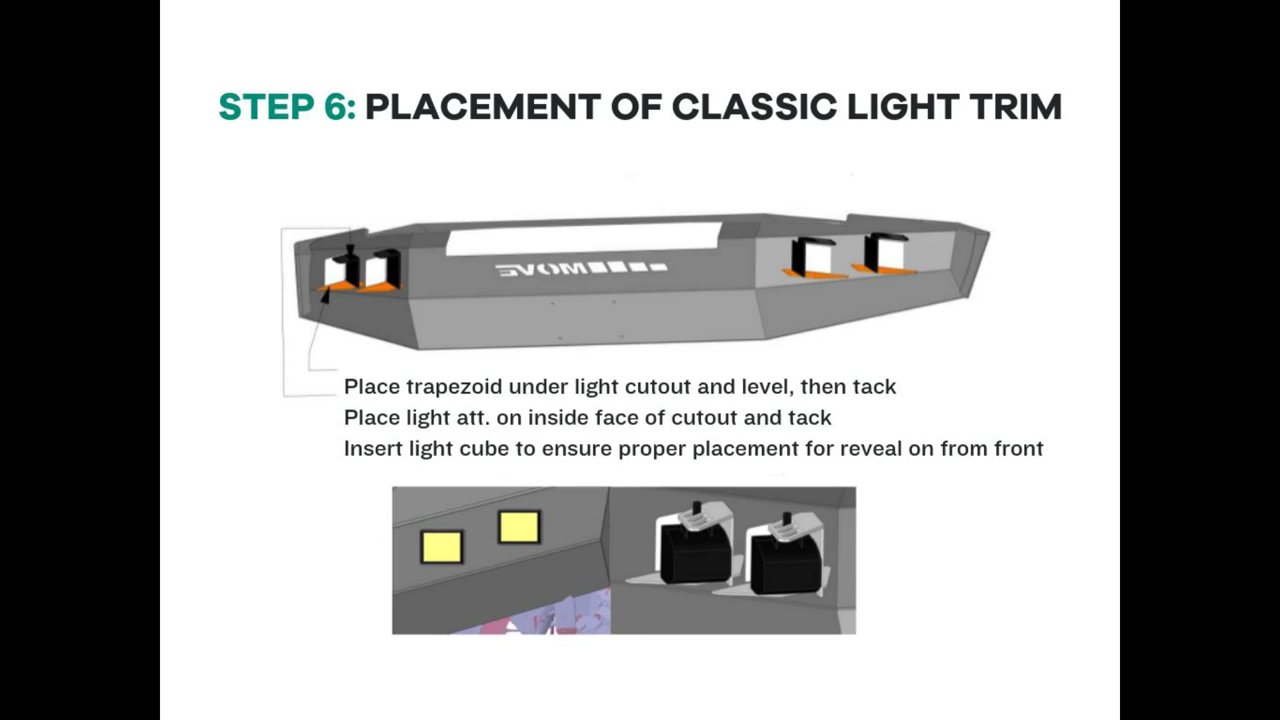 STEP 6: PLACEMENT OF CLASSIC LIGHT TRIM
MOVE
Place trapezoid under light cutout and level, then tack
Place light att. on inside face of cutout and tack
Insert light cube to ensure proper placement for reveal on from front